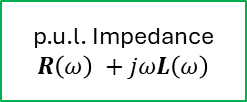 p.u.l. Impedance
R(ω) + jωL(ω)